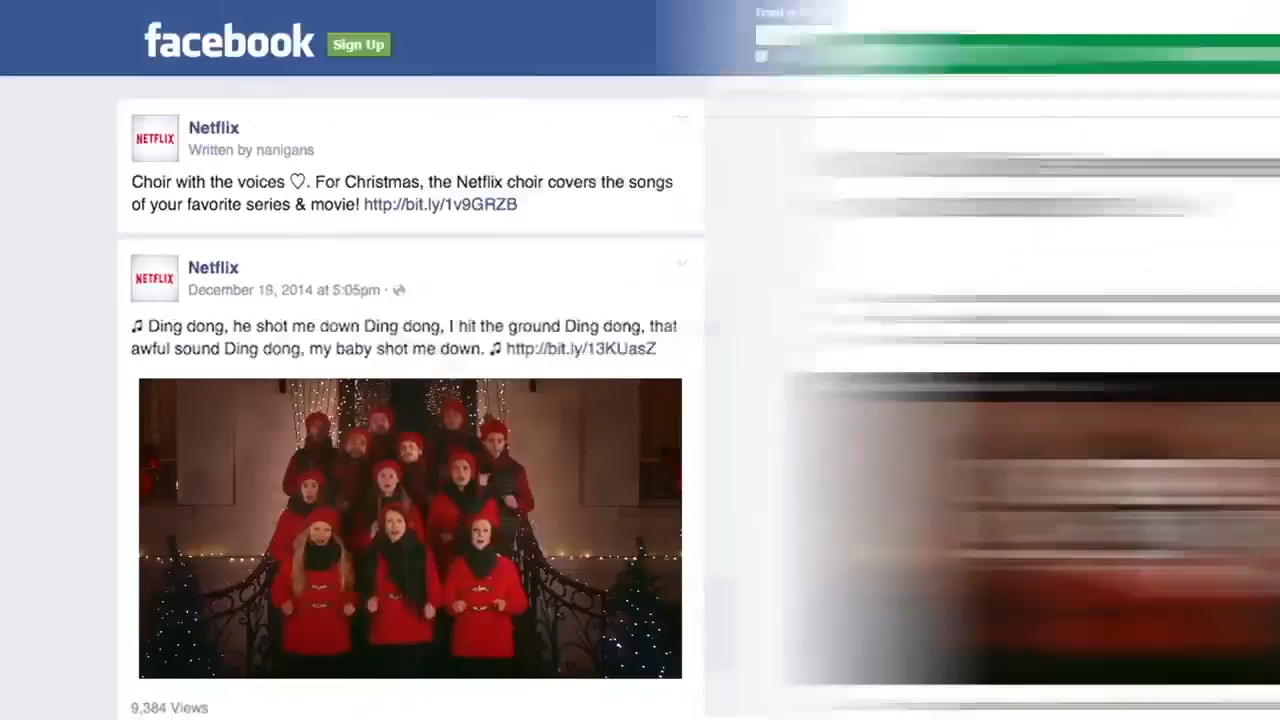 facebook
Sign Up
NETFLIX
Netflix
Written by nanigans
Choir with the voices ♡. For Christmas, the Netflix choir covers the songs
of your favorite series & movie! http://bit.ly/1v9GRZB
NETFLIX
Netflix
December 19, 2014 at 5:05pm ·
♫ Ding dong, he shot me down Ding dong, I hit the ground Ding dong, that
awful sound Ding dong, my baby shot me down. ♫ http://bit.ly/13KUasZ
9,384 Views